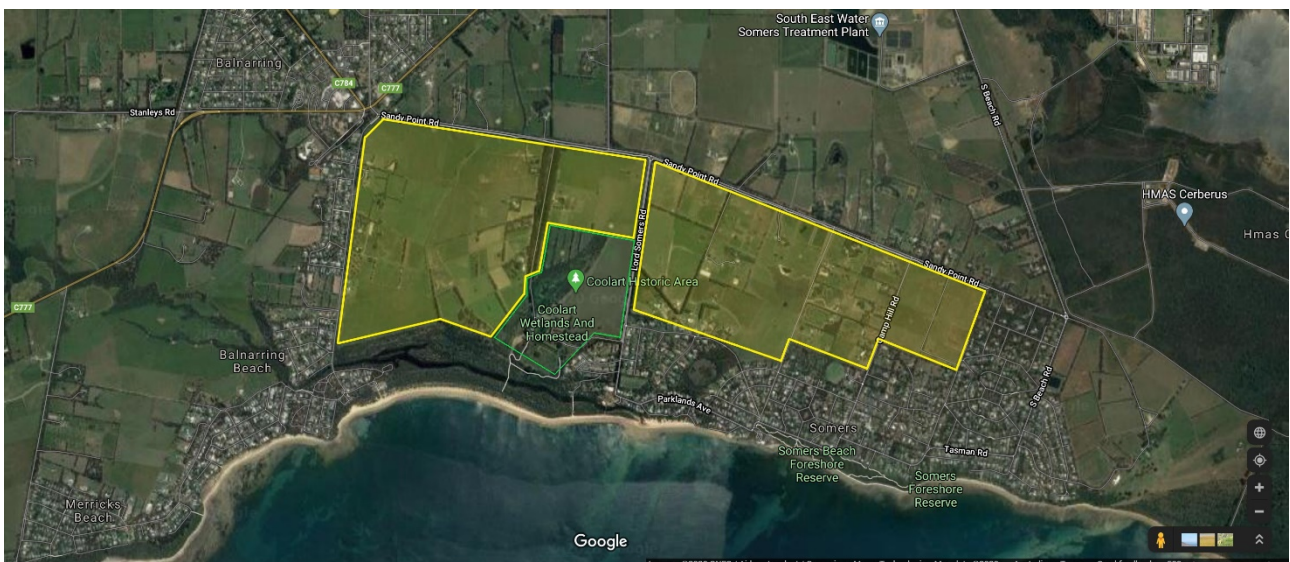 South East Water
Somers Treatment Plant
Balnarring
C784
C777
Stanleys Rd
Sandy Point Rd
S Beach Rd
Sandy Point Rd
HMAS Cerberus
Hmas C
Lord Somers Rd
Sandy Point Rd
Coolart Historic Area
C777
Coolart
Wetlands And
Homestead
Camp Hill Rd
Balnarring
Beach
S Beach Rd
Parklands Ave
Somers
Tasman Rd
Somers Beach
Foreshore
Reserve
Somers
Foreshore
Reserve
Merricks
Beach
Google